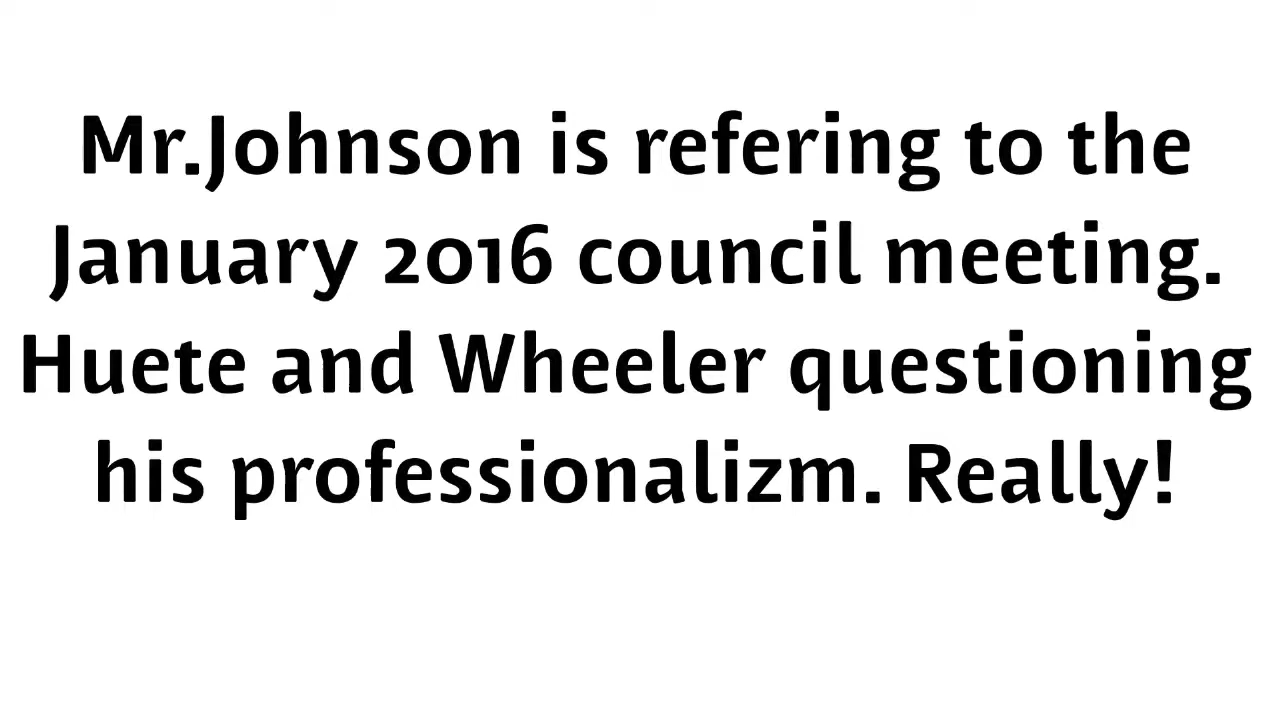 Mr.Johnson is refering to the
January 2016 council meeting.
Huete and Wheeler questioning
his professionalizm. Really!